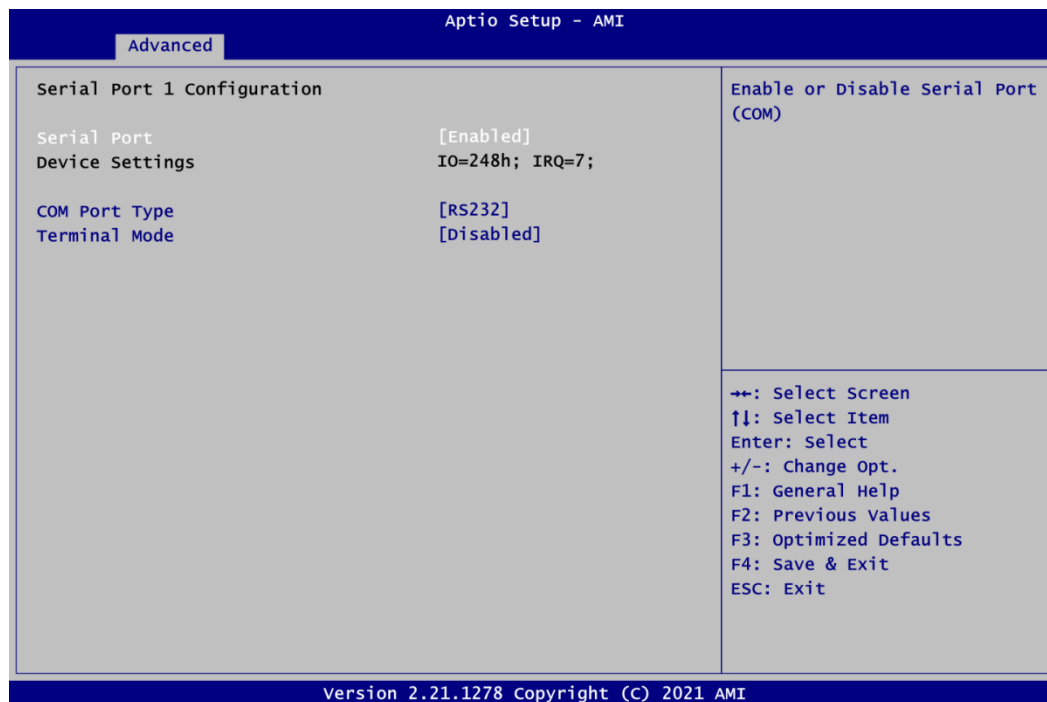 Aptio Setup - AMI
Advanced
Serial Port 1 Configuration
Serial Port [Enabled]
Device Settings IO=248h; IRQ=7;
COM Port Type [RS232]
Terminal Mode [Disabled]
Enable or Disable Serial Port
(COM)
→←: Select Screen
↑↓: Select Item
Enter: Select
+/-: Change Opt.
F1: General Help
F2: Previous Values
F3: Optimized Defaults
F4: Save & Exit
ESC: Exit
Version 2.21.1278 Copyright (C) 2021 AMI